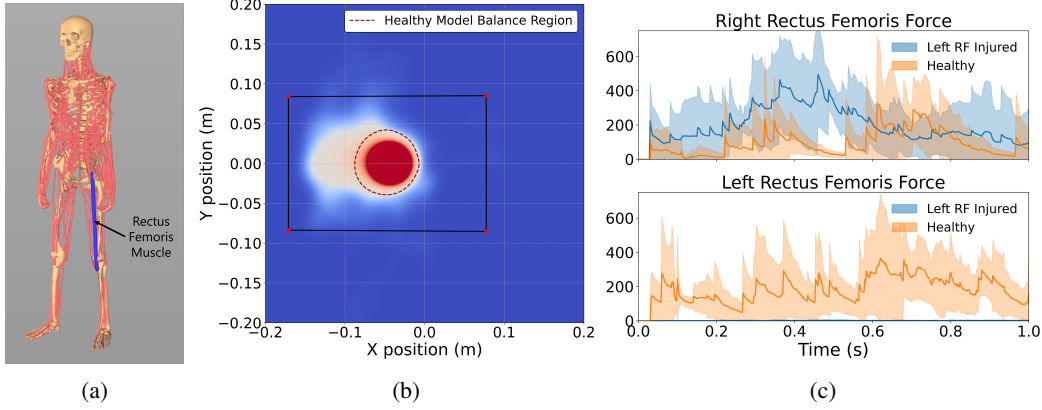 Rectus
Femoris
Muscle
(a)
Healthy Model Balance Region
0.20
0.15
0.10
0.05
0.00
−0.05
−0.10
−0.15
−0.20
Y position (m)
−0.2 −0.1 0.0 0.1 0.2
X position (m)
(b)
Right Rectus Femoris Force
Left RF Injured
Healthy
600
400
200
0
Left Rectus Femoris Force
Left RF Injured
Healthy
600
400
200
0
0.0 0.2 0.4 0.6 0.8 1.0
Time (s)
(c)